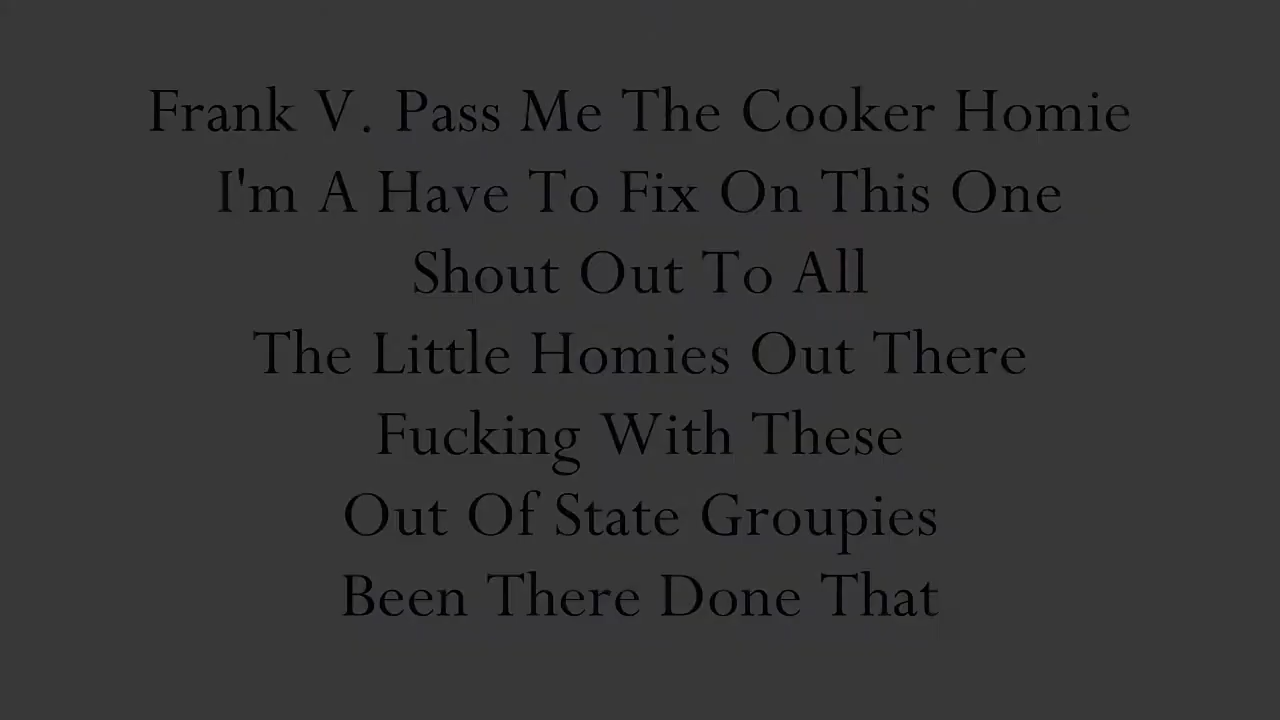 Frank V. Pass Me The Cooker Homie
I'm A Have To Fix On This One
Shout Out To All
The Little Homies Out There
Fucking With These
Out Of State Groupies
Been There Done That